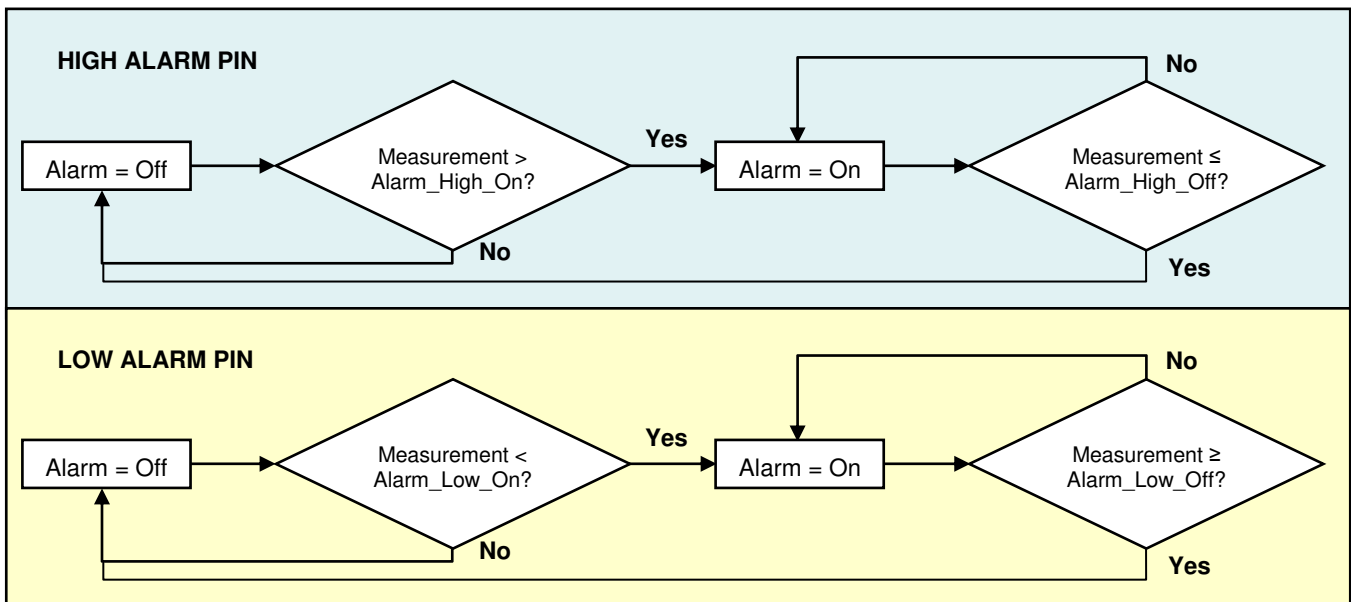 HIGH ALARM PIN
No
Yes
Alarm = Off
Measurement >
Alarm_High_On?
Alarm = On
Measurement ≤
Alarm_High_Off?
No
Yes
LOW ALARM PIN
No
Yes
Alarm = Off
Measurement <
Alarm_Low_On?
Alarm = On
Measurement ≥
Alarm_Low_Off?
No
Yes